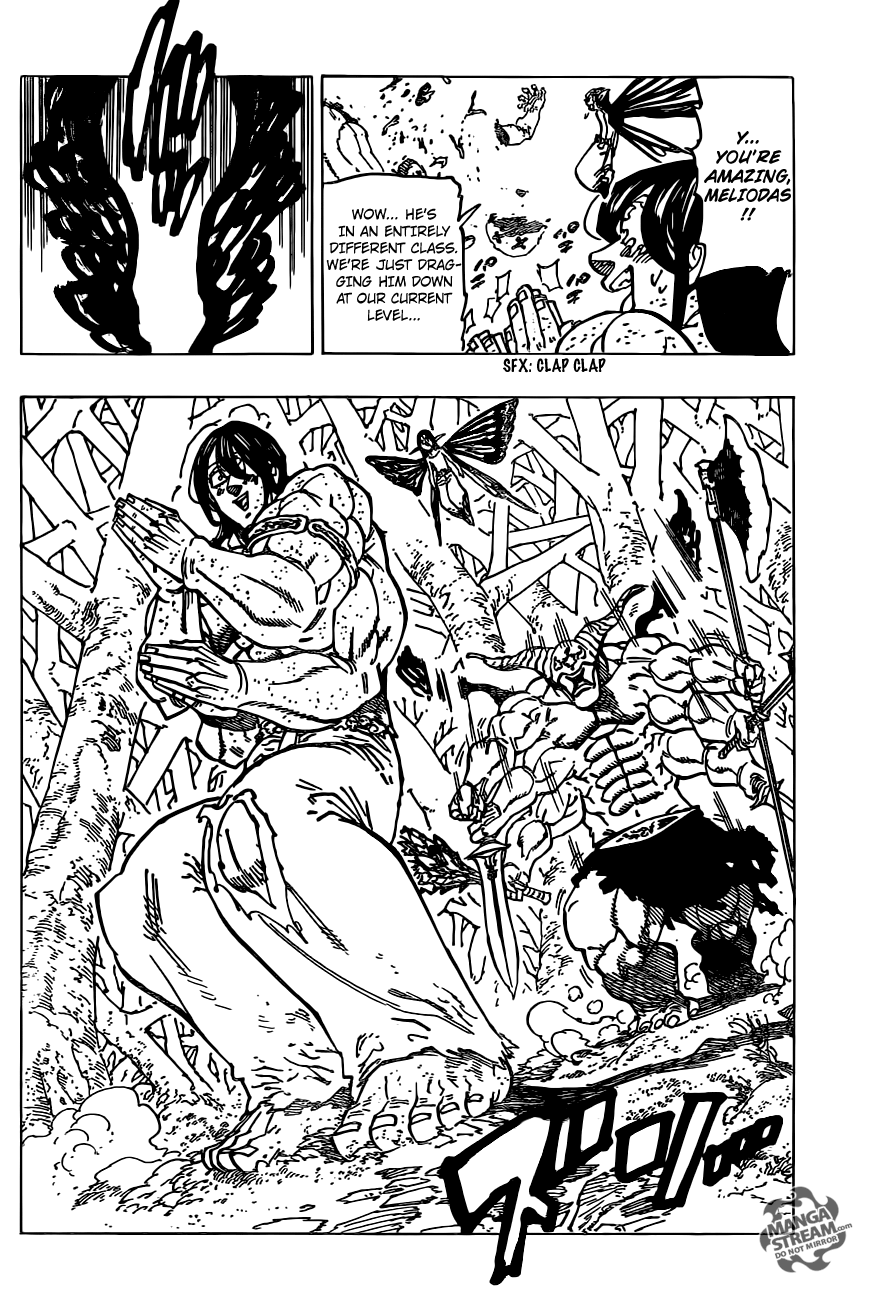 Y...
YOU'RE
AMAZING,
MELIODAS
!!
WOW... HE'S
IN AN ENTIRELY
DIFFERENT CLASS.
WE'RE JUST DRAG-
GING HIM DOWN
AT OUR CURRENT
LEVEL...
SFX: CLAP CLAP
MANGA
STREAM.com
DO NOT MIRROR